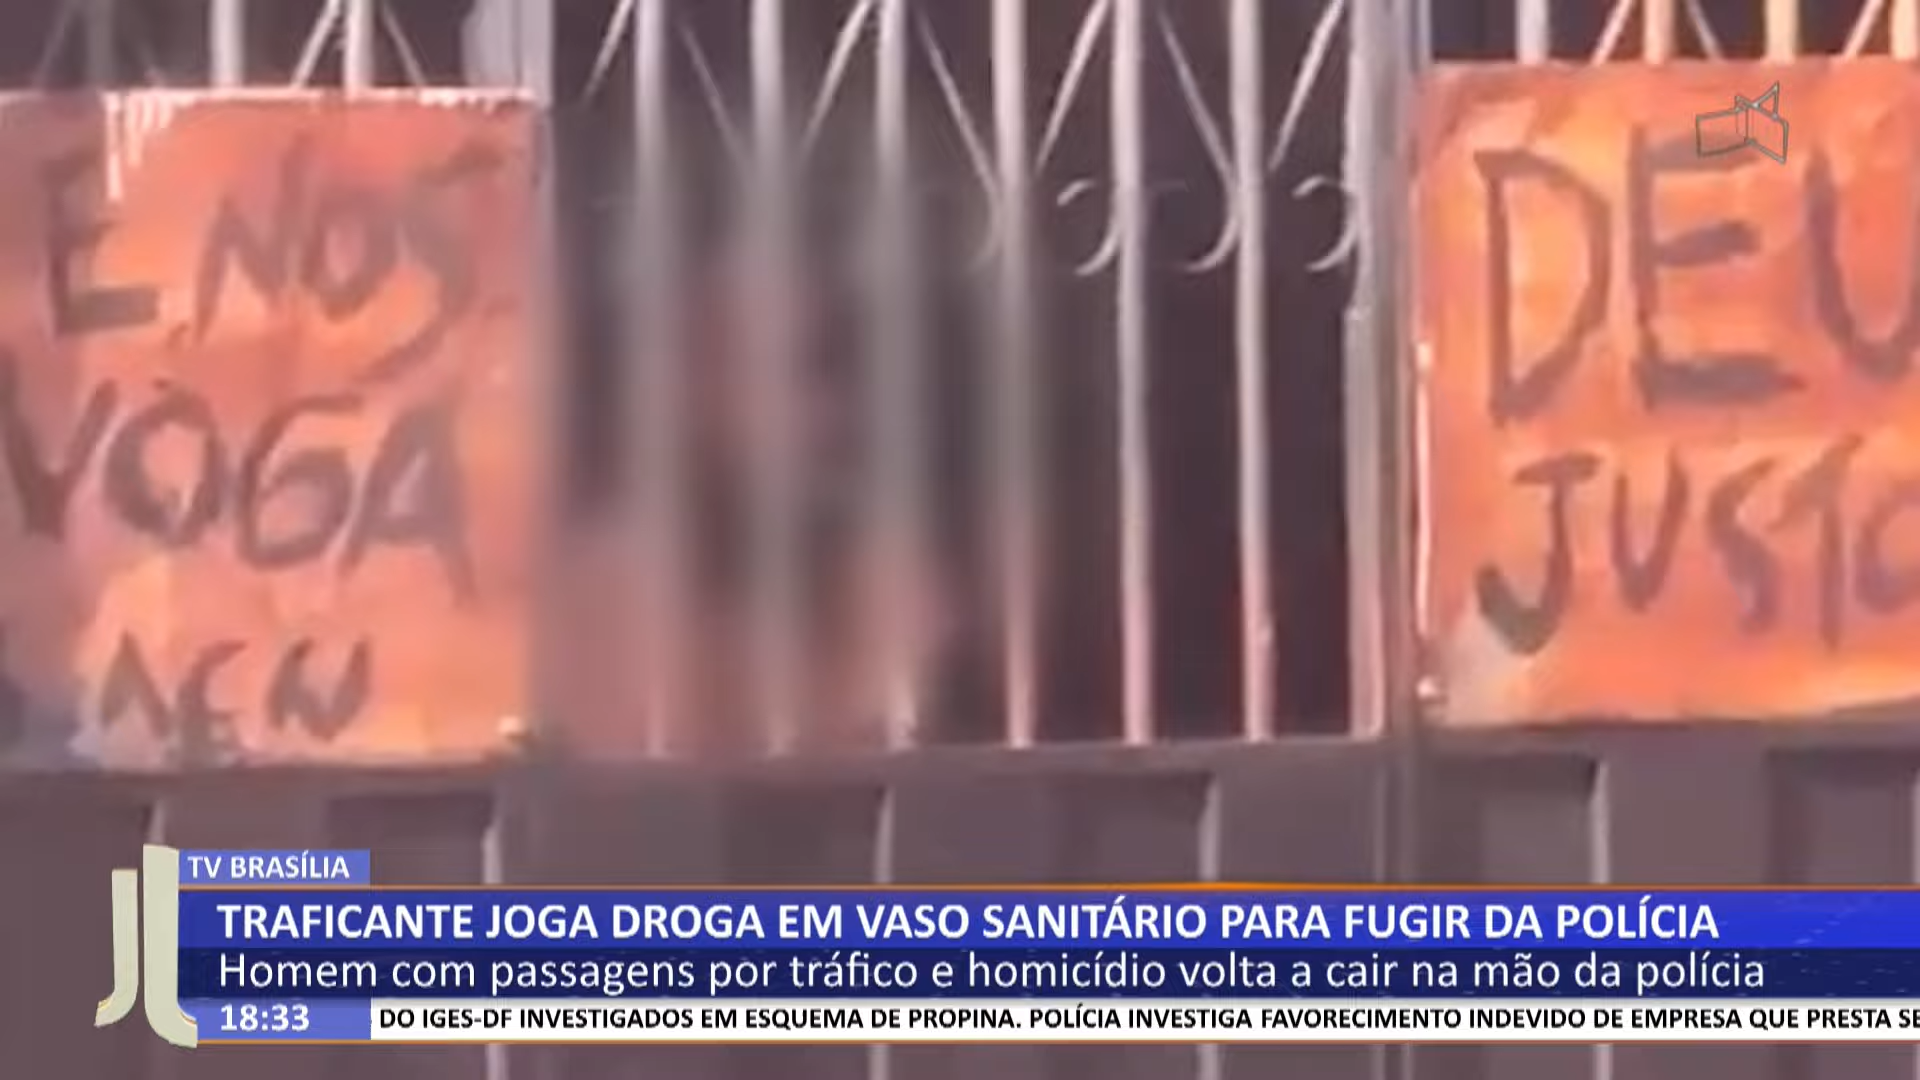 E NOS
VOGA
DEU
JUSTO
TV BRASÍLIA
TRAFICANTE JOGA DROGA EM VASO SANITÁRIO PARA FUGIR DA POLÍCIA
Homem com passagens por tráfico e homicídio volta a cair na mão da polícia
18:33
DO IGES-DF INVESTIGADOS EM ESQUEMA DE PROPINA. POLÍCIA INVESTIGA FAVORECIMENTO INDEVIDO DE EMPRESA QUE PRESTA SE